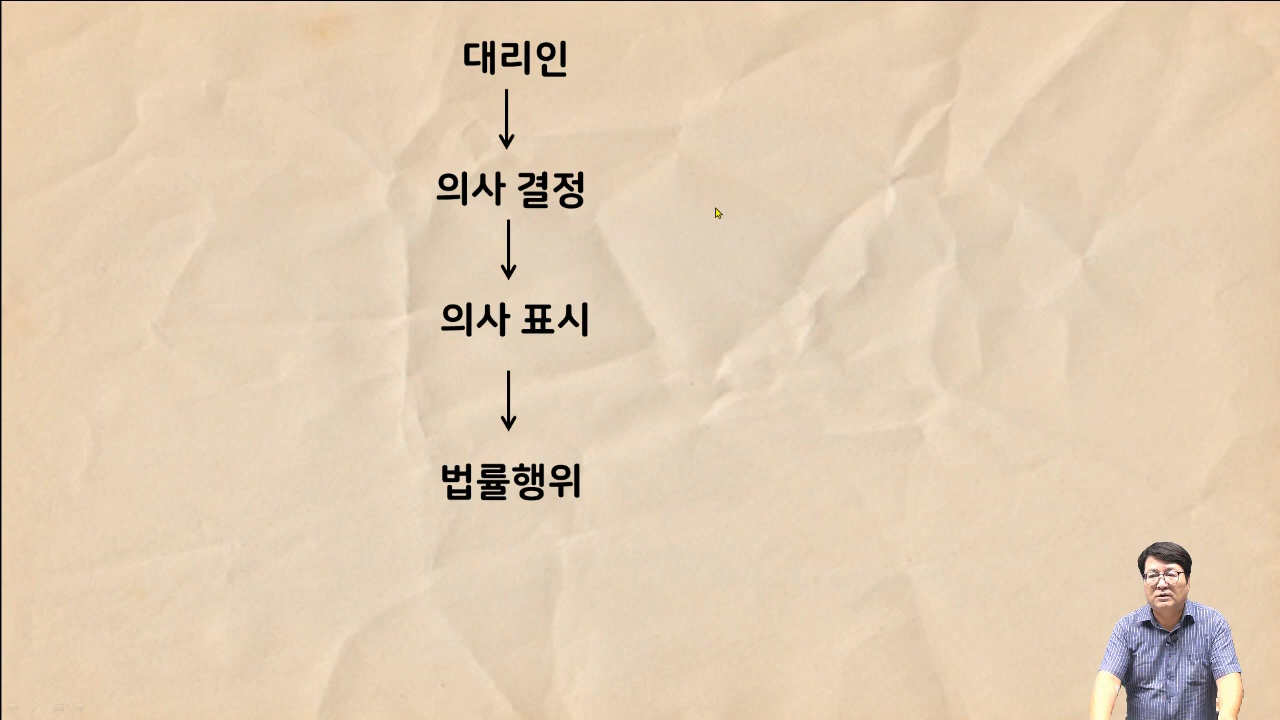 대리인
의사 결정
의사 표시
법률행위